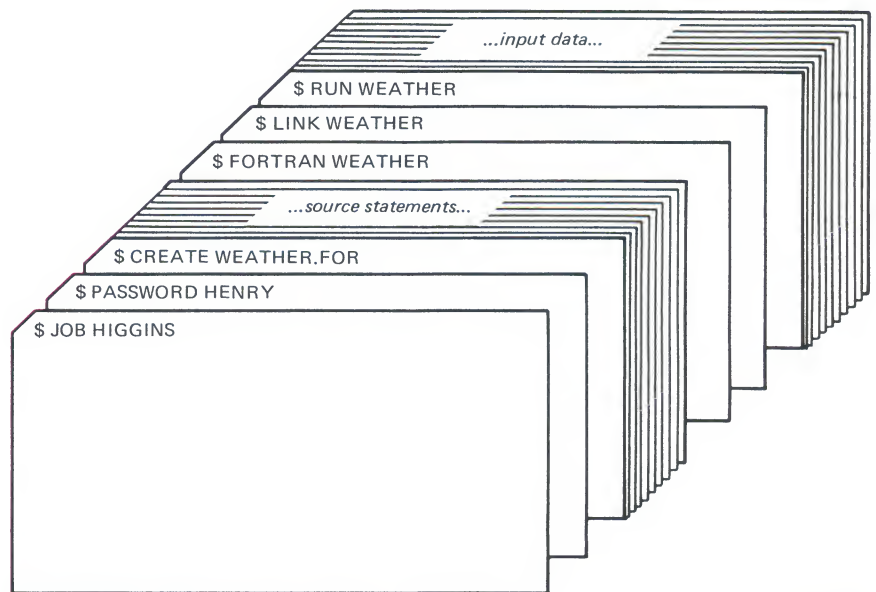 ...input data...
$ RUN WEATHER
$ LINK WEATHER
$ FORTRAN WEATHER
...source statements...
$ CREATE WEATHER.FOR
$ PASSWORD HENRY
$ JOB HIGGINS